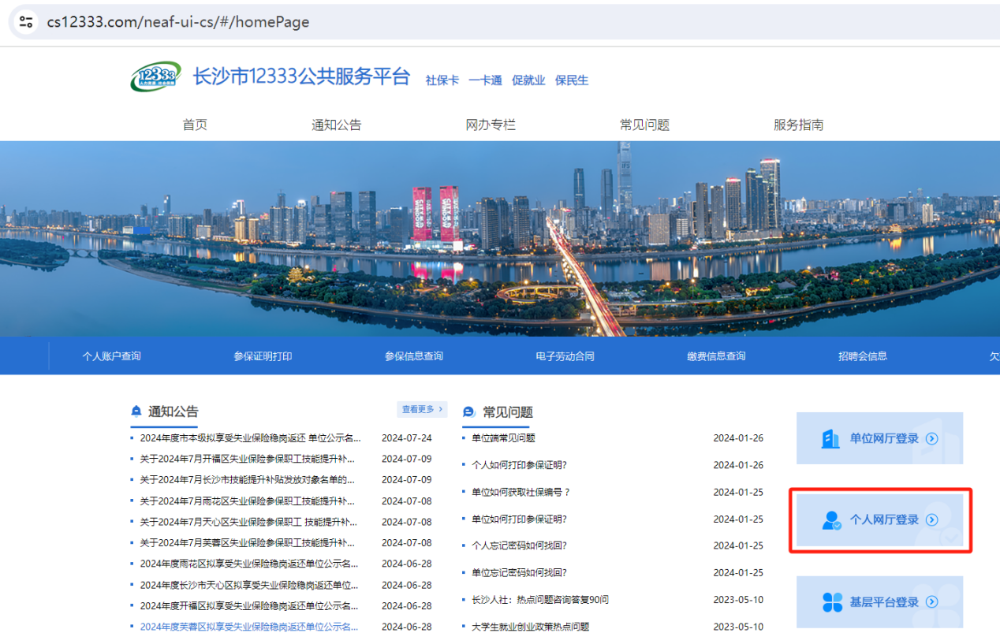 cs12333.com/neaf-ui-cs/#/homePage
12333
长沙市12333公共服务平台 社保卡 一卡通 促就业 保民生
首页 通知公告 网办专栏 常见问题 服务指南
IFS
CITY WINDOW
个人账户查询 参保证明打印 参保信息查询 电子劳动合同 缴费信息查询 招聘会信息 欠
通知公告 查看更多 ›
2024年度市本级拟享受失业保险稳岗返还 单位公示名... 2024-07-24
关于2024年7月开福区失业保险参保职工技能提升补... 2024-07-09
关于2024年7月长沙市技能提升补贴发放对象名单的... 2024-07-09
关于2024年7月雨花区失业保险参保职工技能提升补... 2024-07-08
关于2024年7月天心区失业保险参保职工 技能提升补... 2024-07-08
关于2024年7月芙蓉区失业保险参保职工技能提升补... 2024-07-08
2024年度雨花区拟享受失业保险稳岗返还单位公示名... 2024-06-28
2024年度长沙市天心区拟享受失业保险稳岗返还单位... 2024-06-28
2024年度开福区拟享受失业保险稳岗返还单位公示名... 2024-06-28
2024年度芙蓉区拟享受失业保险稳岗返还单位公示名... 2024-06-28
常见问题
单位端常见问题 2024-01-26
个人如何打印参保证明? 2024-01-26
单位如何获取社保编号？ 2024-01-25
单位如何打印参保证明? 2024-01-25
个人忘记密码如何找回? 2024-01-25
单位忘记密码如何找回? 2024-01-25
长沙人社：热点问题咨询答复90问 2023-05-10
大学生就业创业政策热点问题 2023-05-10
单位网厅登录
个人网厅登录
基层平台登录